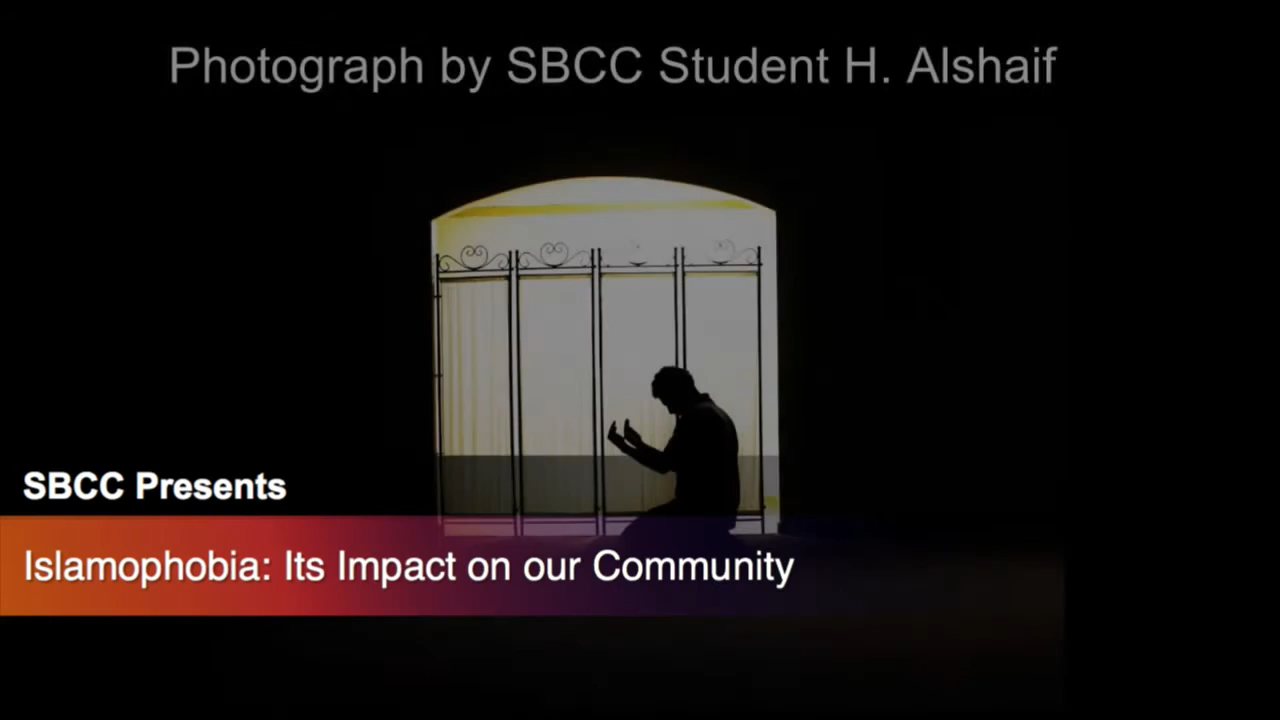 Photograph by SBCC Student H. Alshaif
SBCC Presents
Islamophobia: Its Impact on our Community